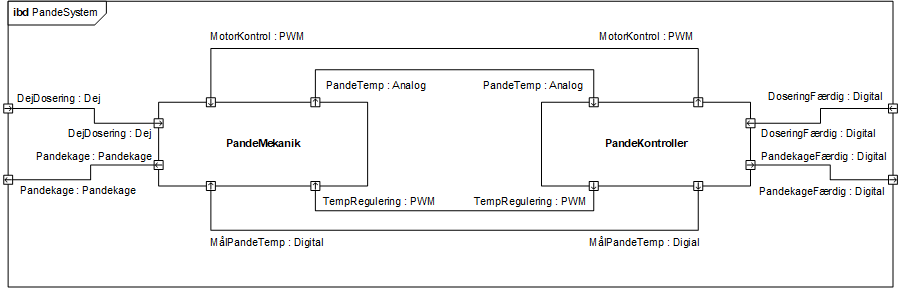 ibd PandeSystem
MotorKontrol : PWM
MotorKontrol : PWM
PandeTemp : Analog
PandeTemp : Analog
DejDosering : Dej
DoseringFærdig : Digital
DejDosering : Dej
DoseringFærdig : Digital
PandeMekanik
PandeKontroller
Pandekage : Pandekage
PandekageFærdig : Digital
Pandekage : Pandekage
PandekageFærdig : Digital
TempRegulering : PWM
TempRegulering : PWM
MålPandeTemp : Digital
MålPandeTemp : Digial